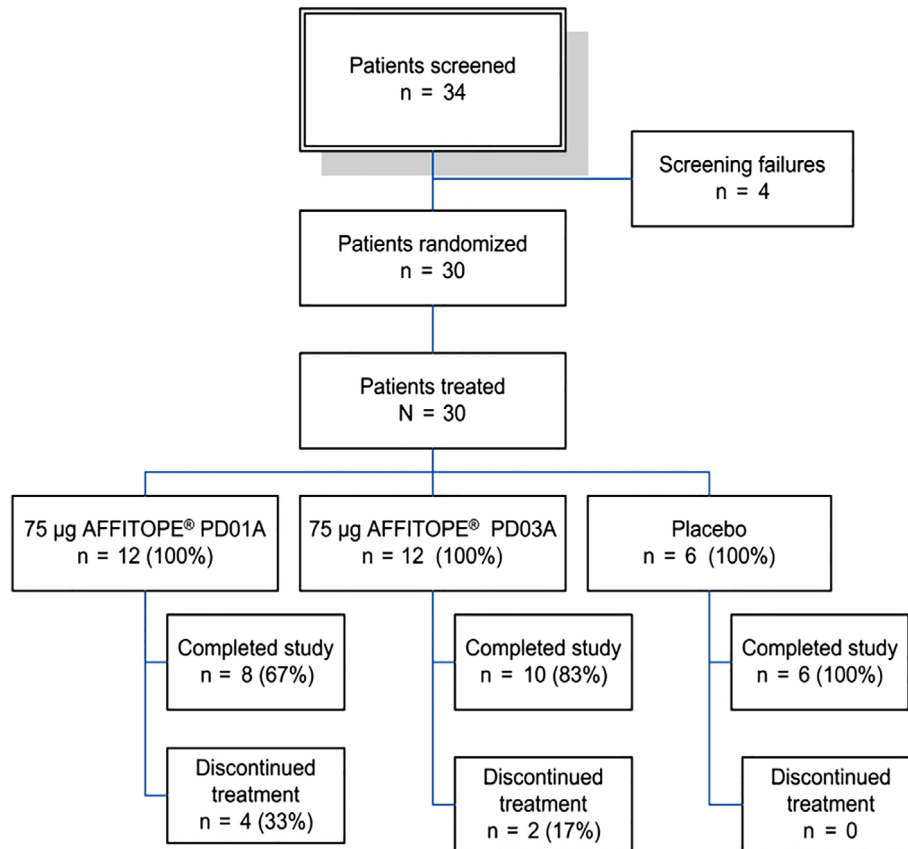 Patients screened
n = 34
Screening failures
n = 4
Patients randomized
n = 30
Patients treated
N = 30
75 µg AFFITOPE® PD01A
n = 12 (100%)
75 µg AFFITOPE® PD03A
n = 12 (100%)
Placebo
n = 6 (100%)
Completed study
n = 8 (67%)
Completed study
n = 10 (83%)
Completed study
n = 6 (100%)
Discontinued
treatment
n = 4 (33%)
Discontinued
treatment
n = 2 (17%)
Discontinued
treatment
n = 0